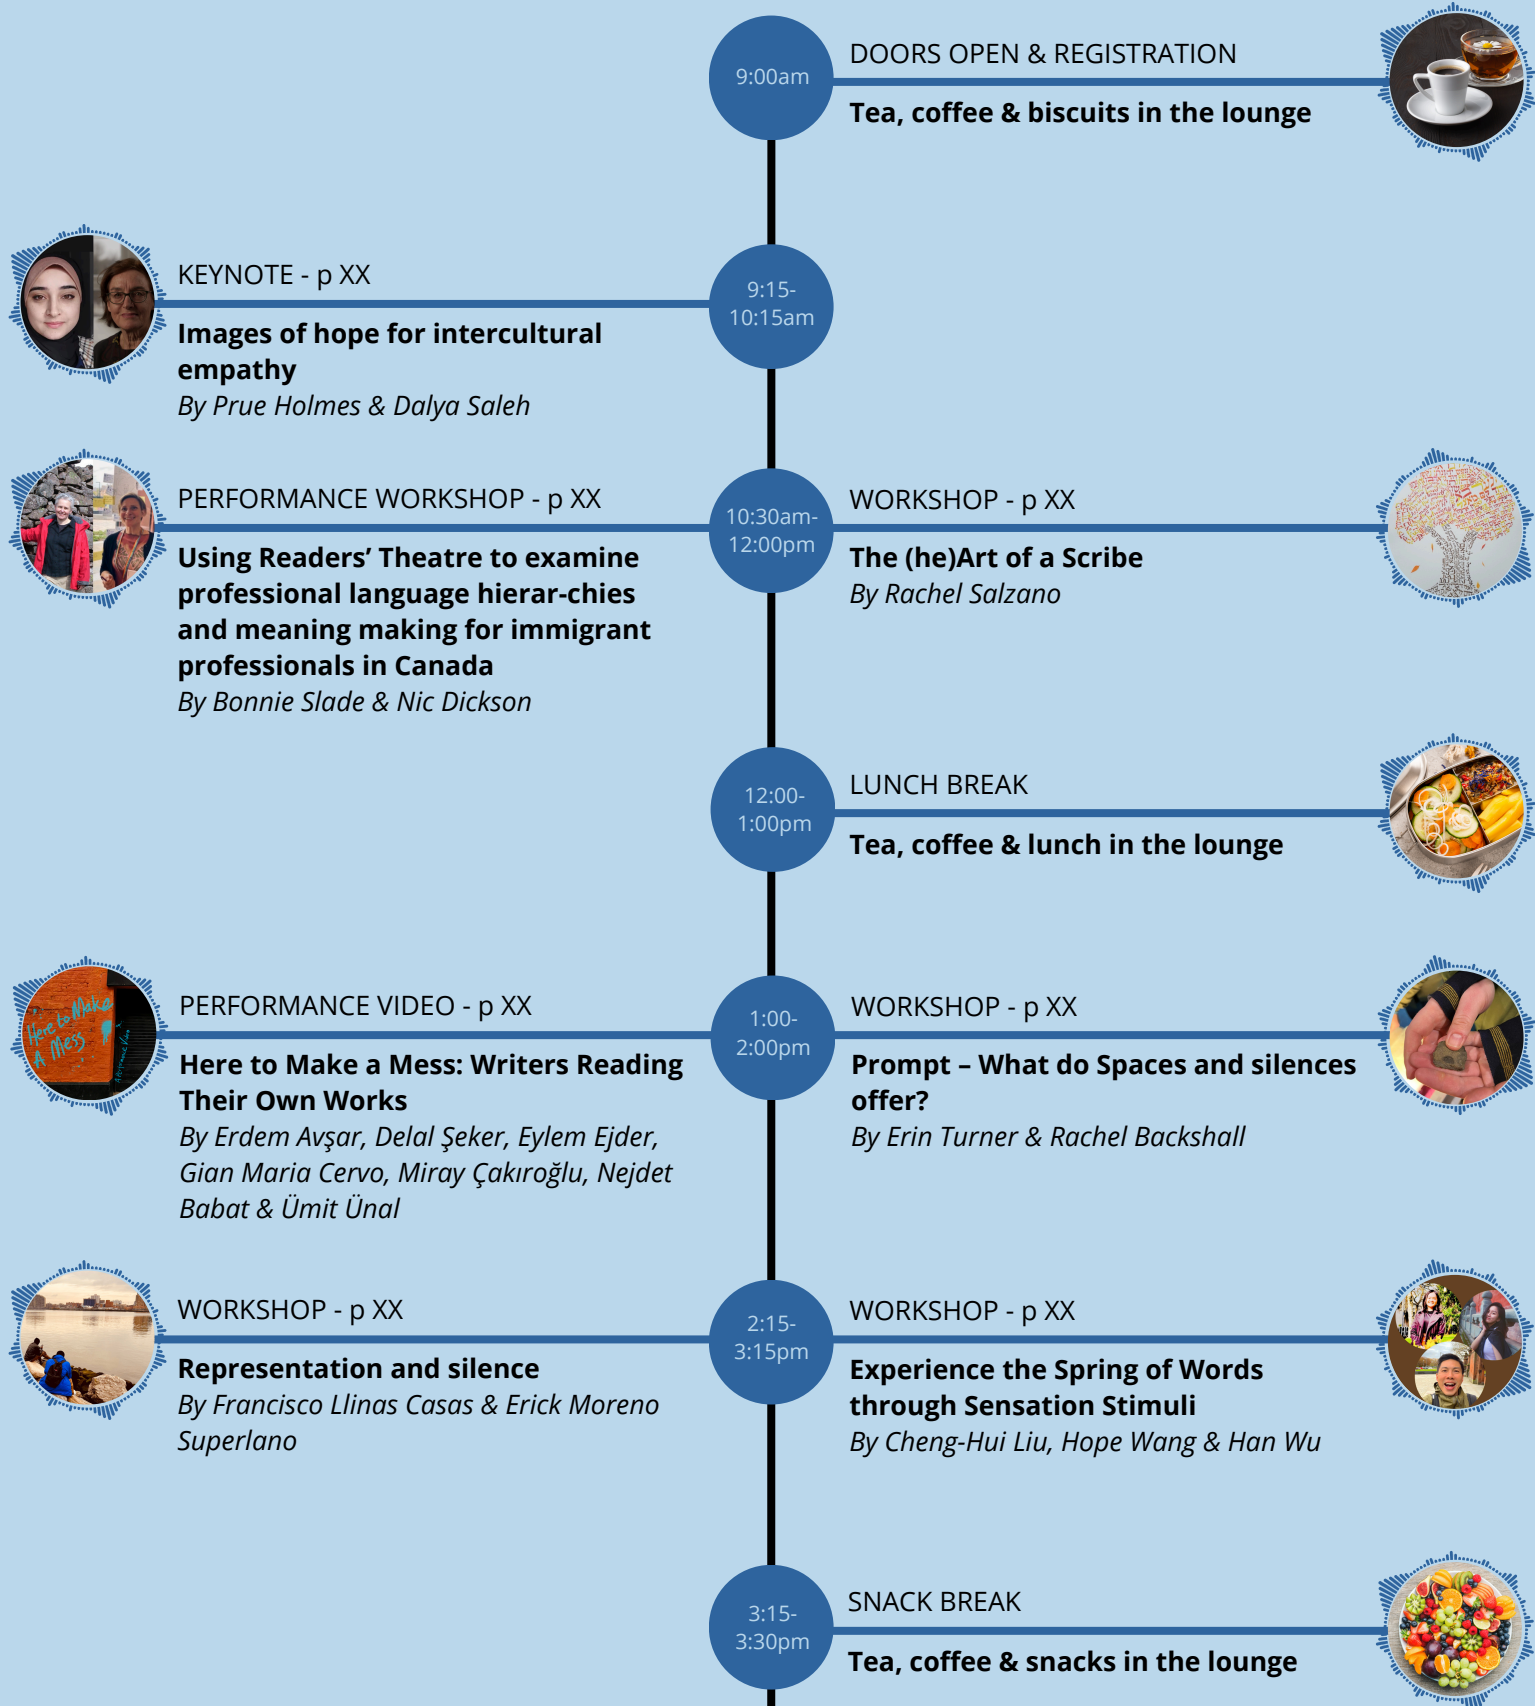 9:00am
DOORS OPEN & REGISTRATION
Tea, coffee & biscuits in the lounge
KEYNOTE - p XX
9:15-
10:15am
Images of hope for intercultural
empathy
By Prue Holmes & Dalya Saleh
PERFORMANCE WORKSHOP - p XX
10:30am-
12:00pm
Using Readers’ Theatre to examine
professional language hierar-chies
and meaning making for immigrant
professionals in Canada
By Bonnie Slade & Nic Dickson
WORKSHOP - p XX
The (he)Art of a Scribe
By Rachel Salzano
12:00-
1:00pm
LUNCH BREAK
Tea, coffee & lunch in the lounge
Here to Make
A Mess
PERFORMANCE VIDEO - p XX
1:00-
2:00pm
Here to Make a Mess: Writers Reading
Their Own Works
By Erdem Avşar, Delal Şeker, Eylem Ejder,
Gian Maria Cervo, Miray Çakıroğlu, Nejdet
Babat & Ümit Ünal
WORKSHOP - p XX
Prompt – What do Spaces and silences
offer?
By Erin Turner & Rachel Backshall
WORKSHOP - p XX
2:15-
3:15pm
Representation and silence
By Francisco Llinas Casas & Erick Moreno
Superlano
WORKSHOP - p XX
Experience the Spring of Words
through Sensation Stimuli
By Cheng-Hui Liu, Hope Wang & Han Wu
3:15-
3:30pm
SNACK BREAK
Tea, coffee & snacks in the lounge